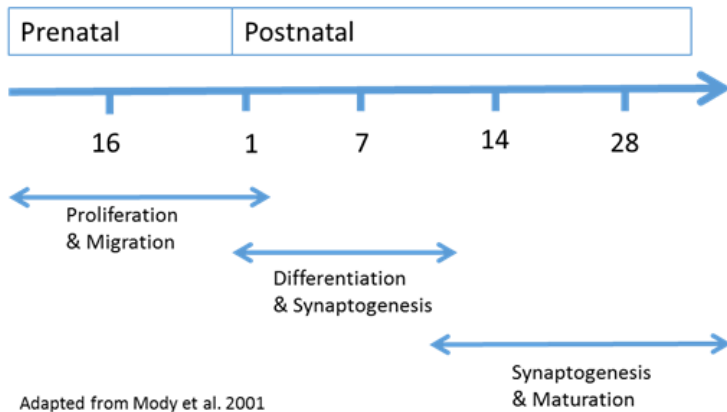 Prenatal
Postnatal
16
1
7
14
28
Proliferation
& Migration
Differentiation
& Synaptogenesis
Synaptogenesis
& Maturation
Adapted from Mody et al. 2001